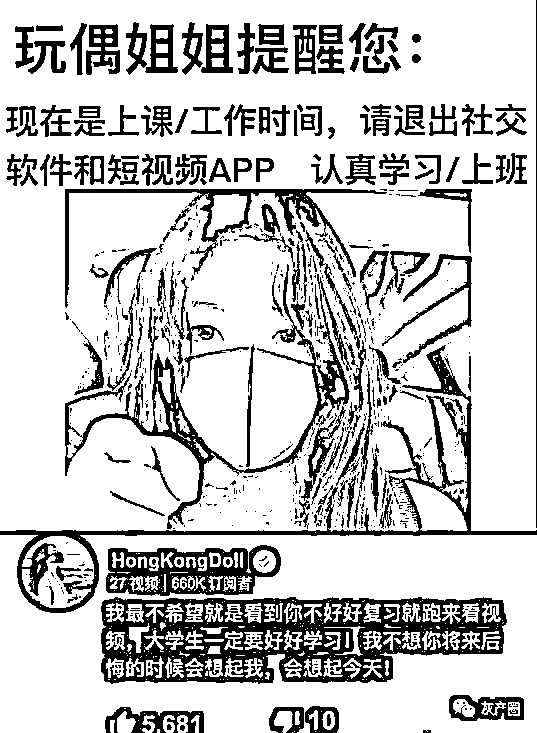 玩偶姐姐提醒您：
现在是上课/工作时间，请退出社交
软件和短视频APP 认真学习/上班
HongKongDoll
27 视频 | 660K 订阅者
我最不希望就是看到你不好好复习就跑来看视
频，大学生一定要好好学习！我不想你将来后
悔的时候会想起我，会想起今天！
灰产圈
5,681 10